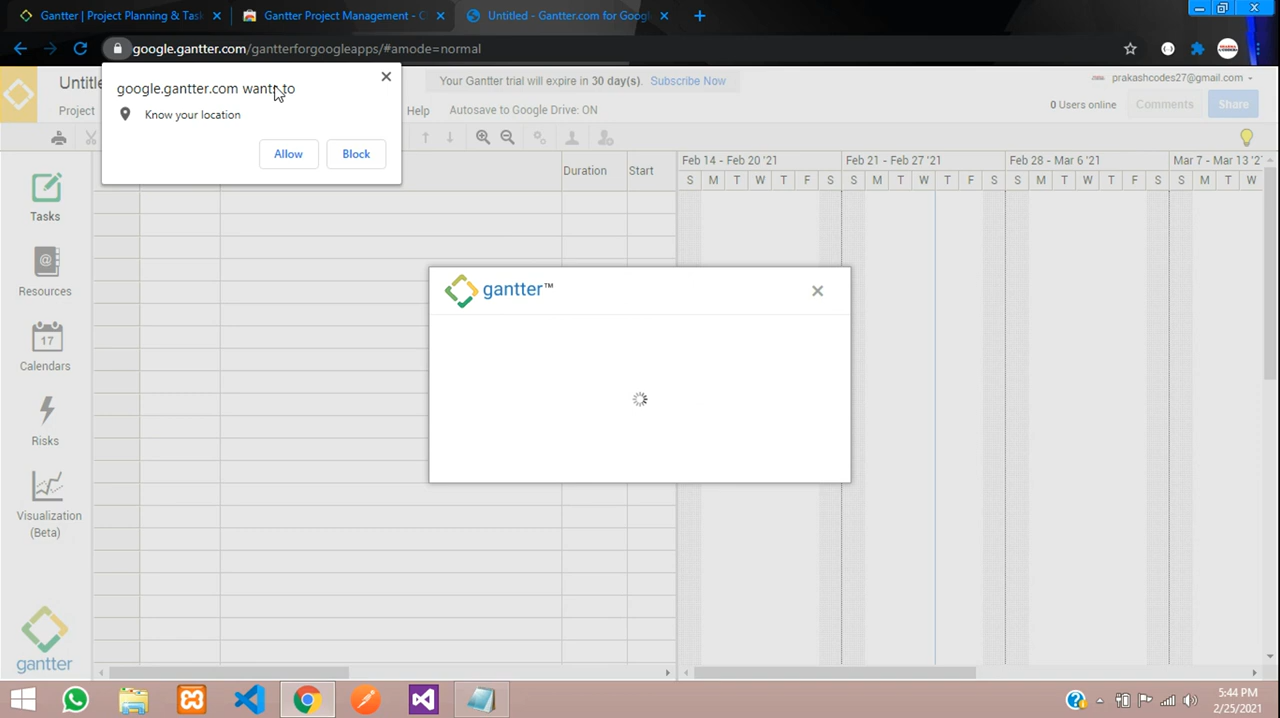 Gantter | Project Planning & Task
Gantter Project Management - C
Untitled - Gantter.com for Googl
google.gantter.com/gantterforgoogleapps/#amode=normal
Untitle
Your Gantter trial will expire in 30 day(s). Subscribe Now
prakashcodes27@gmail.com
google.gantter.com wants to
Know your location
Allow
Block
Project
Help
Autosave to Google Drive: ON
0 Users online
Comments
Share
Duration
Start
Feb 14 - Feb 20 '21
Feb 21 - Feb 27 '21
Feb 28 - Mar 6 '21
Mar 7 - Mar 13 '21
S M T W T F S S M T W T F S S M T W T F S S M T W
Tasks
Resources
17
Calendars
Risks
Visualization
(Beta)
gantter
gantter™
5:44 PM
2/25/2021